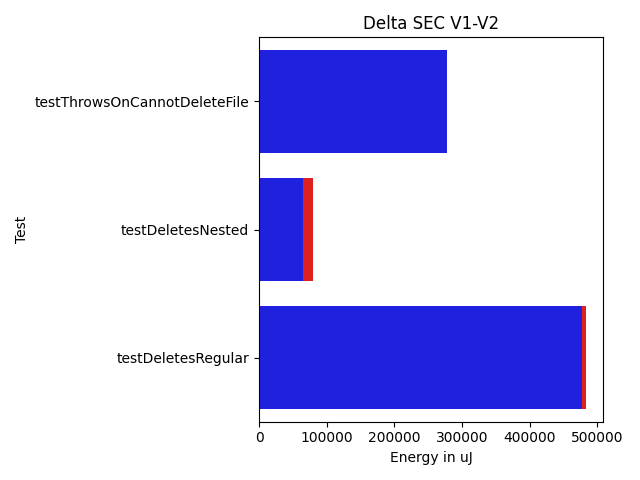 Delta SEC V1-V2
Test
testThrowsOnCannotDeleteFile
testDeletesNested
testDeletesRegular
0 100000 200000 300000 400000 500000
Energy in uJ